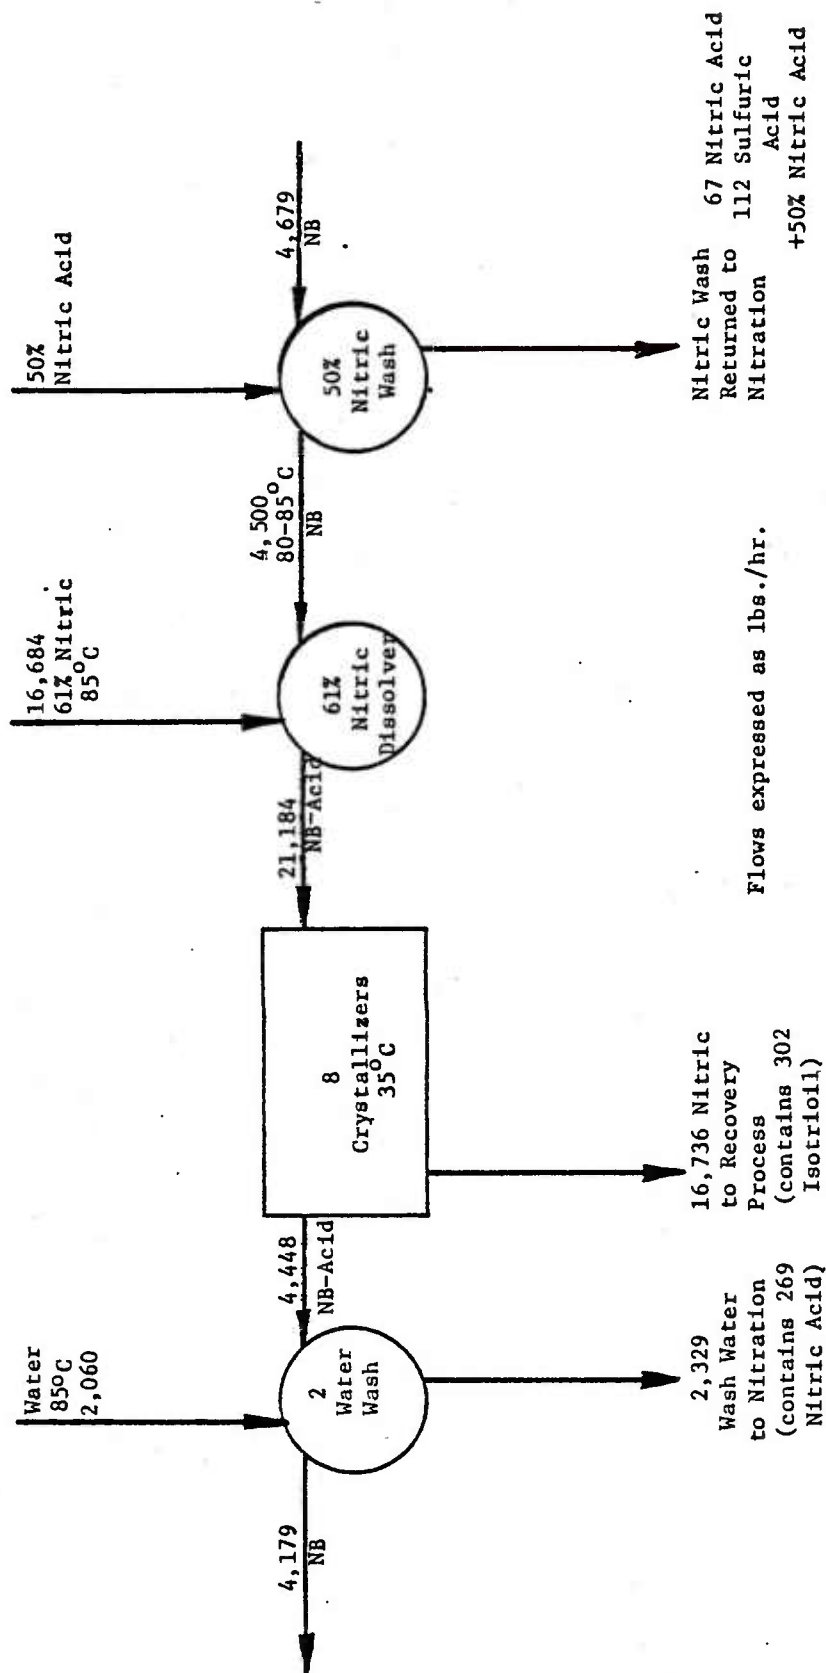 50%
Nitric Acid
4,679
NB
50%
Nitric
Wash
Nitric Wash
Returned to
Nitration
67 Nitric Acid
112 Sulfuric
Acid
+50% Nitric Acid
4,500
80-85°C
NB
16,684
61% Nitric
85°C
61%
Nitric
Dissolver
21,184
NB-Acid
8
Crystallizers
35°C
16,736 Nitric
to Recovery
Process
(contains 302
Isotrioil)
4,448
NB-Acid
Water
85°C
2,060
2
Water
Wash
2,329
Wash Water
to Nitration
(contains 269
Nitric Acid)
4,179
NB
Flows expressed as lbs./hr.